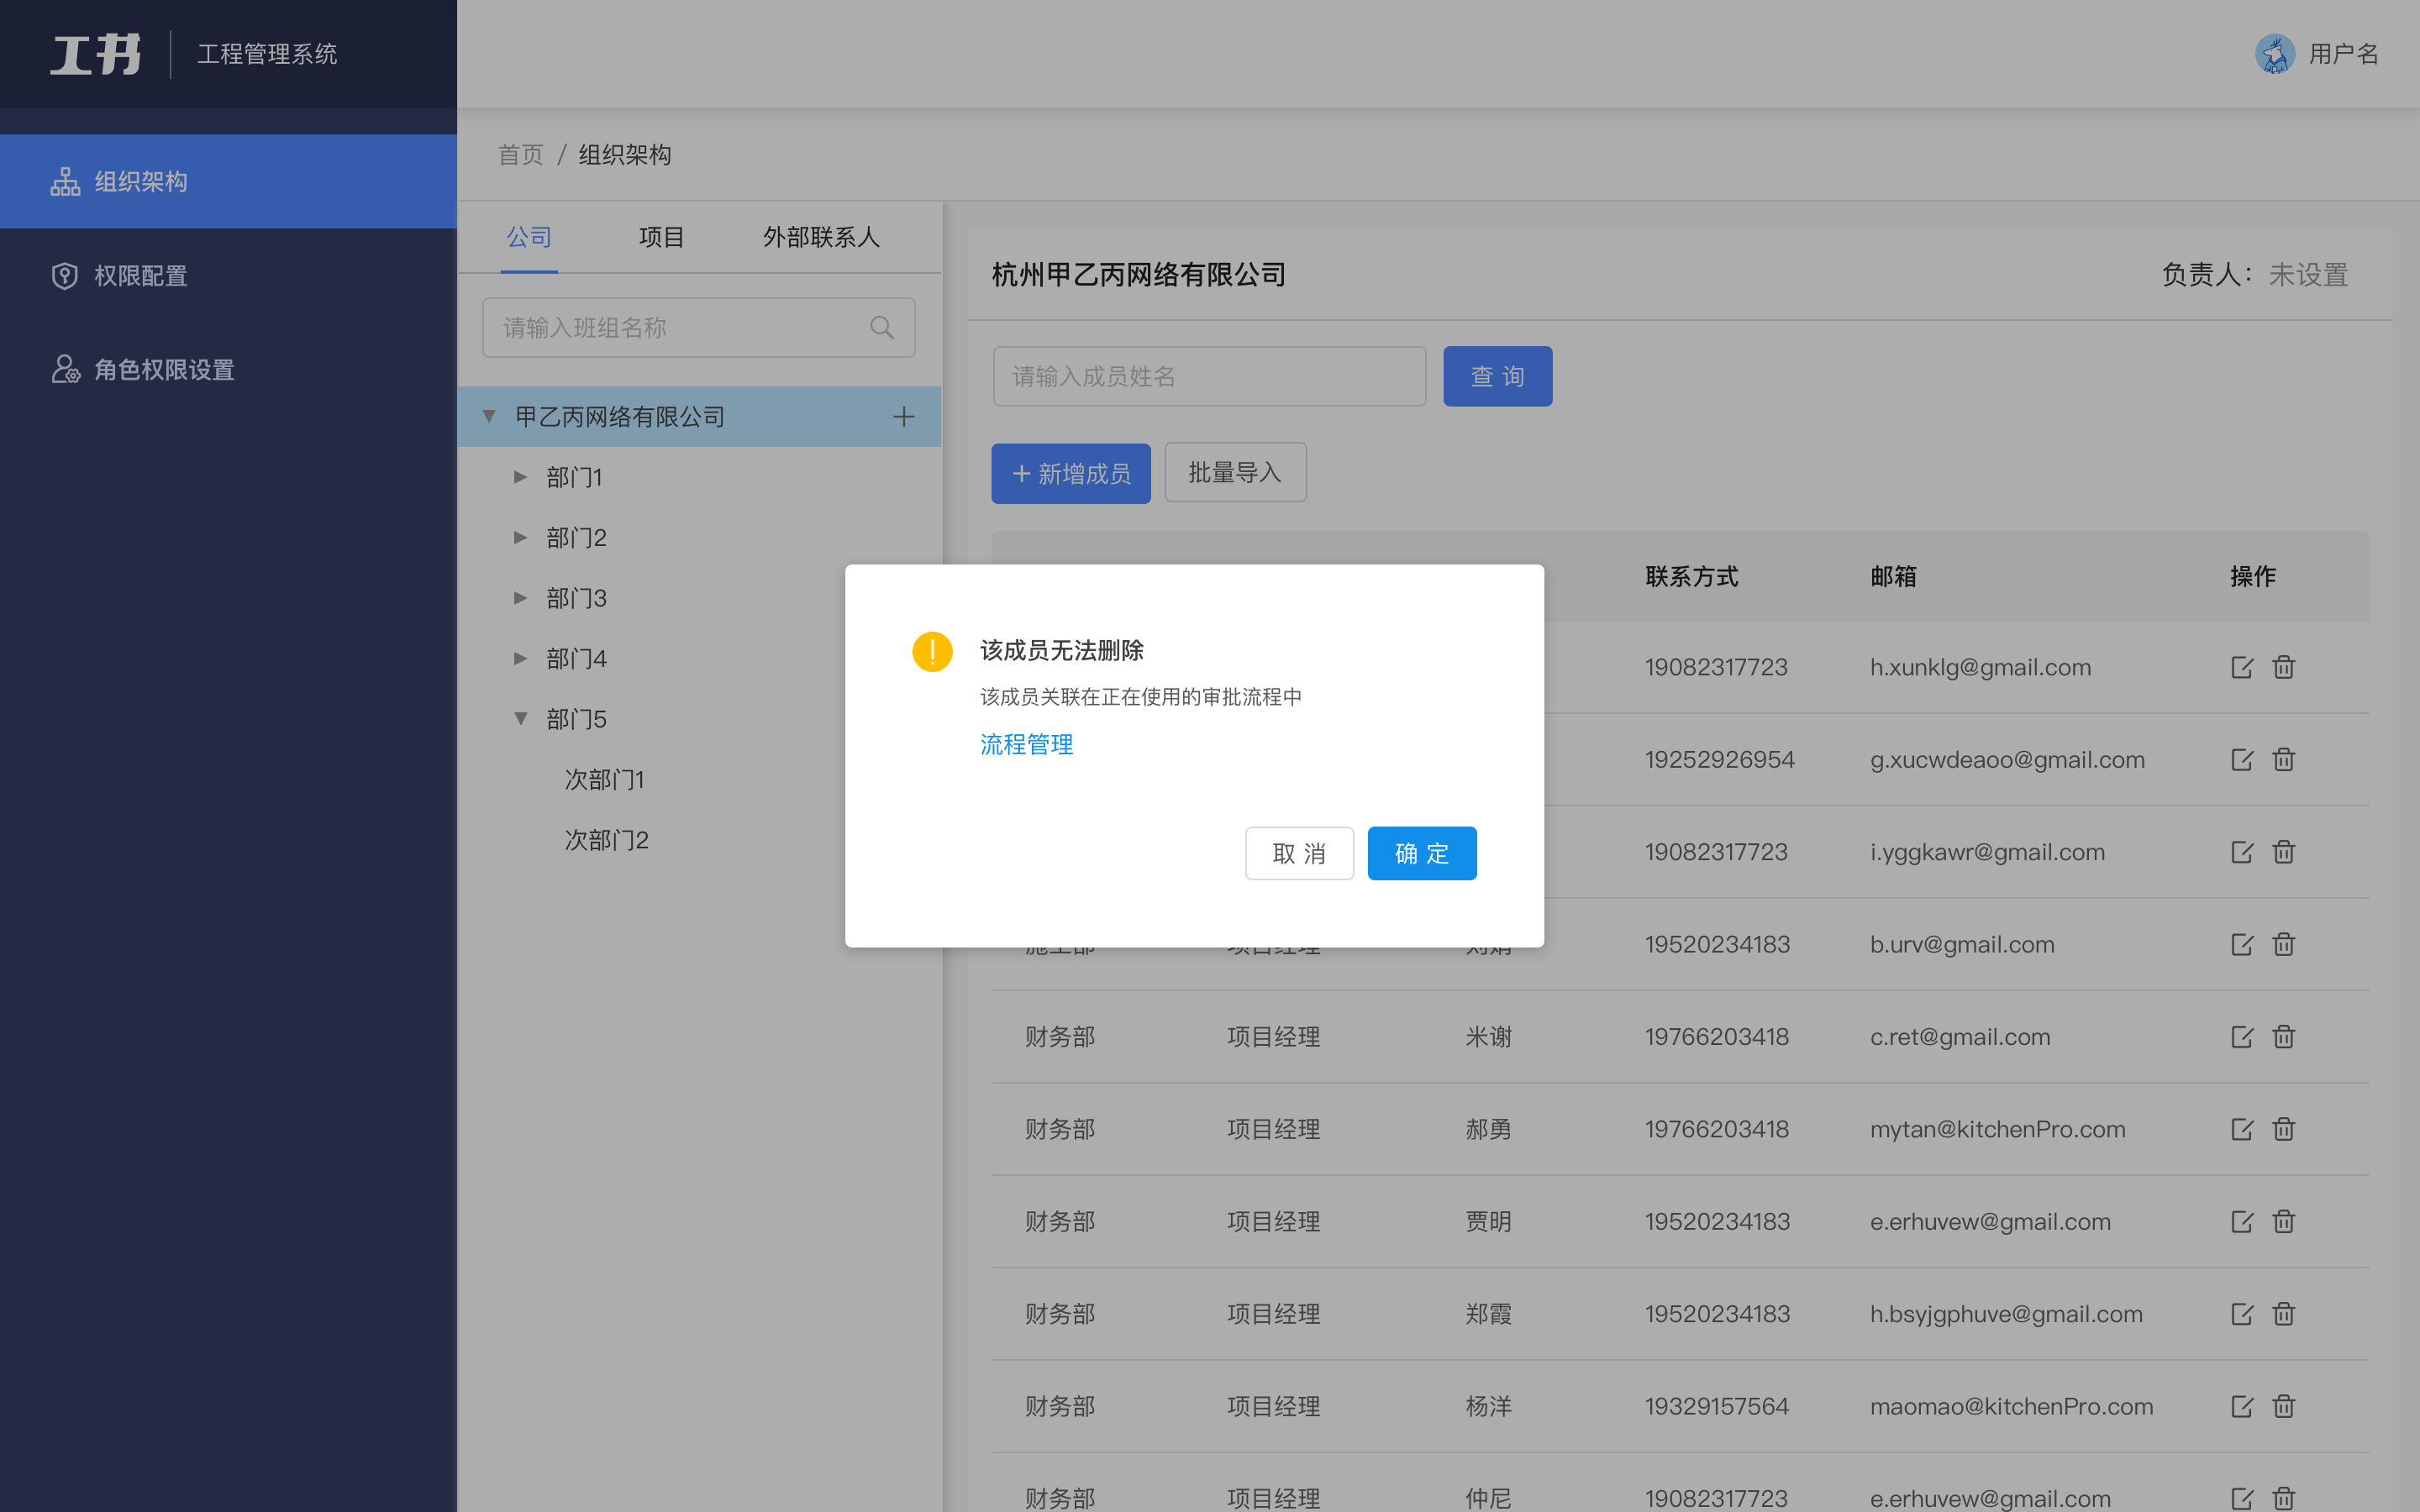 工书
工程管理系统
用户名
组织架构
权限配置
角色权限设置
首页 / 组织架构
公司 项目 外部联系人
请输入班组名称
甲乙丙网络有限公司
部门1
部门2
部门3
部门4
部门5
次部门1
次部门2
杭州甲乙丙网络有限公司
负责人： 未设置
请输入成员姓名
查 询
新增成员
批量导入
联系方式 邮箱 操作
19082317723 h.xunklg@gmail.com
19252926954 g.xucwdeaoo@gmail.com
19082317723 i.yggkawr@gmail.com
19520234183 b.urv@gmail.com
财务部 项目经理 米谢 19766203418 c.ret@gmail.com
财务部 项目经理 郝勇 19766203418 mytan@kitchenPro.com
财务部 项目经理 贾明 19520234183 e.erhuvew@gmail.com
财务部 项目经理 郑霞 19520234183 h.bsyjgphuve@gmail.com
财务部 项目经理 杨洋 19329157564 maomao@kitchenPro.com
财务部 项目经理 仲尼 19082317723 e.erhuvew@gmail.com
该成员无法删除
该成员关联在正在使用的审批流程中
流程管理
取 消
确 定